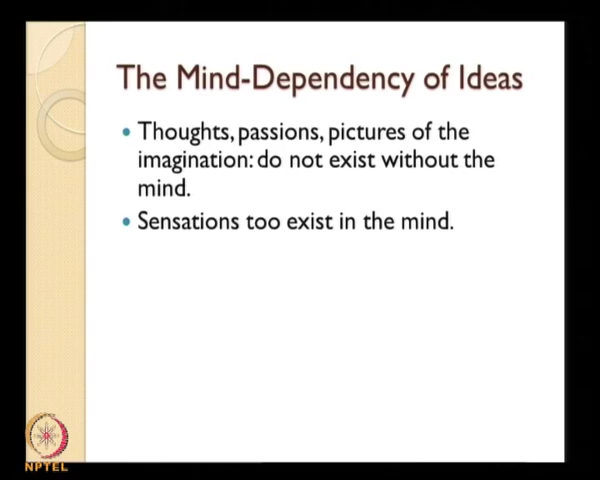 The Mind-Dependency of Ideas
• Thoughts, passions, pictures of the
imagination: do not exist without the
mind.
• Sensations too exist in the mind.
NPTEL